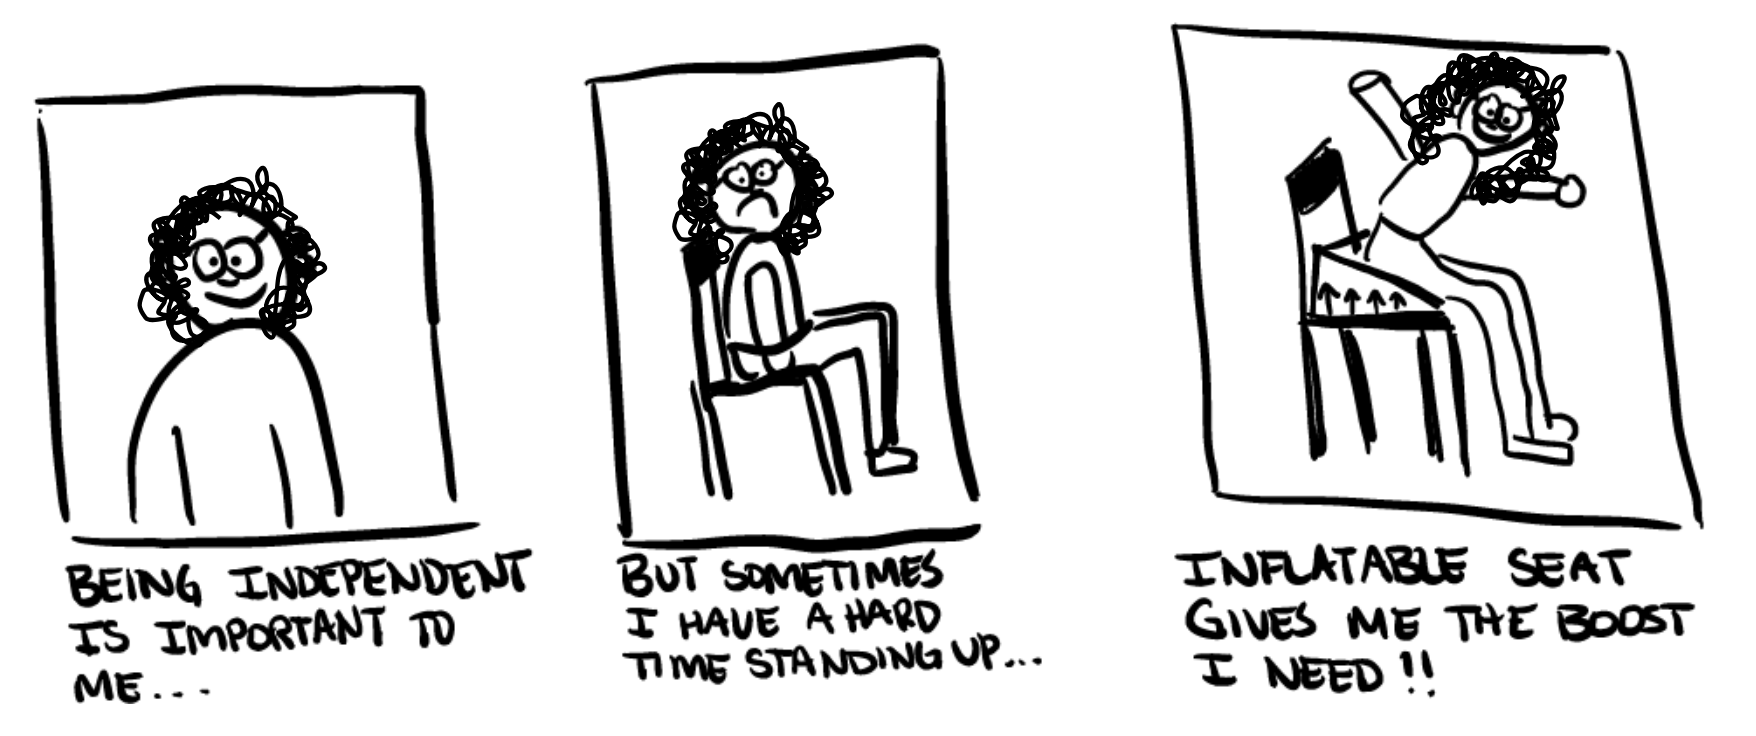 BEING INDEPENDENT
IS IMPORTANT TO
ME...
BUT SOMETIMES
I HAVE A HARD
TIME STANDING UP...
INFLATABLE SEAT
GIVES ME THE BOOST
I NEED!!